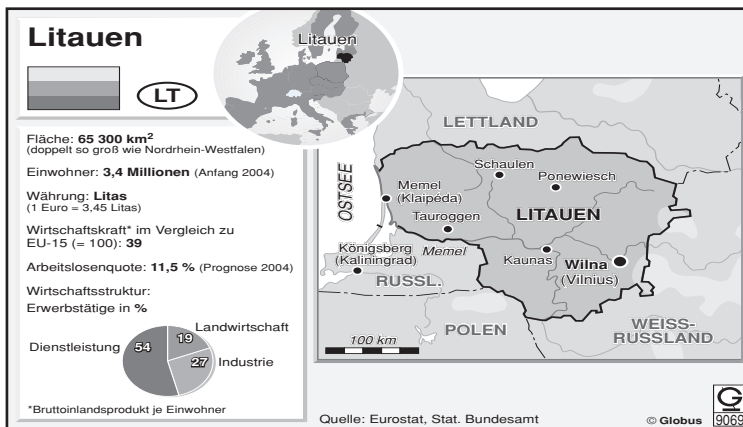 Litauen
LT
Litauen
Fläche: 65 300 km²
(doppelt so groß wie Nordrhein-Westfalen)
Einwohner: 3,4 Millionen (Anfang 2004)
Währung: Litas
(1 Euro = 3,45 Litas)
Wirtschaftskraft* im Vergleich zu
EU-15 (= 100): 39
Arbeitslosenquote: 11,5 % (Prognose 2004)
Wirtschaftsstruktur:
Erwerbstätige in %
Landwirtschaft
19
Dienstleistung
54
27
Industrie
*Bruttoinlandsprodukt je Einwohner
LETTLAND
OSTSEE
Schaulen
Ponewiesch
Memel
(Klaipéda)
Tauroggen
LITAUEN
Königsberg
(Kaliningrad)
Memel
Kaunas
Wilna
(Vilnius)
RUSSL.
POLEN
WEISS-
RUSSLAND
100 km
Quelle: Eurostat, Stat. Bundesamt
© Globus
G
9069